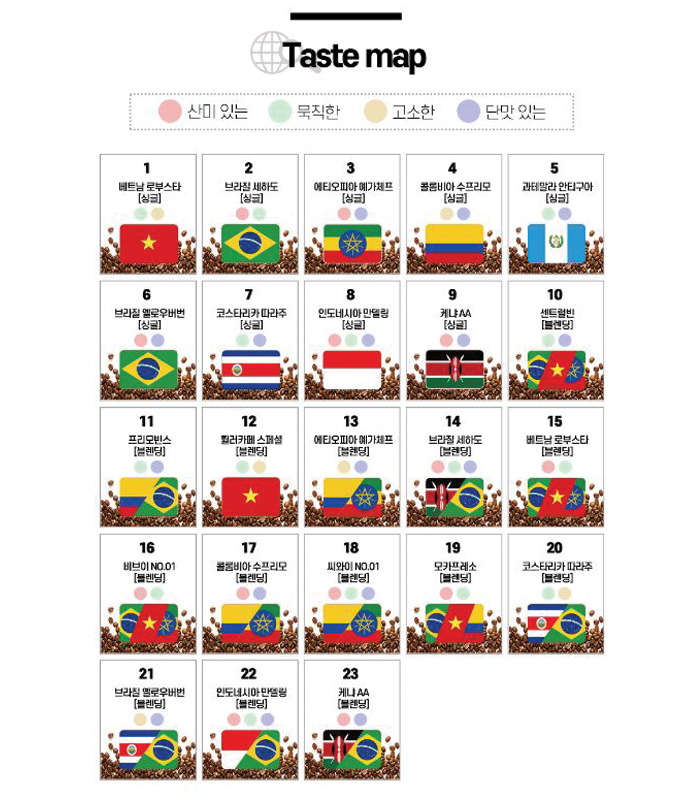 Taste map
산미 있는 묵직한 고소한 단맛 있는
1
베트남 로부스타
[싱글]
2
브라질 세하도
[싱글]
3
에티오피아 예가체프
[싱글]
4
콜롬비아 수프리모
[싱글]
5
과테말라 안티구아
[싱글]
6
브라질 옐로우버번
[싱글]
7
코스타리카 따라주
[싱글]
8
인도네시아 만델링
[싱글]
9
케냐 AA
[싱글]
10
센트럴빈
[블렌딩]
11
프리모빈스
[블렌딩]
12
킬러카페 스페셜
[블렌딩]
13
에티오피아 예가체프
[블렌딩]
14
브라질 세하도
[블렌딩]
15
베트남 로부스타
[블렌딩]
16
비브이 NO.01
[블렌딩]
17
콜롬비아 수프리모
[블렌딩]
18
씨와이 NO.01
[블렌딩]
19
모카프레소
[블렌딩]
20
코스타리카 따라주
[블렌딩]
21
브라질 옐로우버번
[블렌딩]
22
인도네시아 만델링
[블렌딩]
23
케냐 AA
[블렌딩]